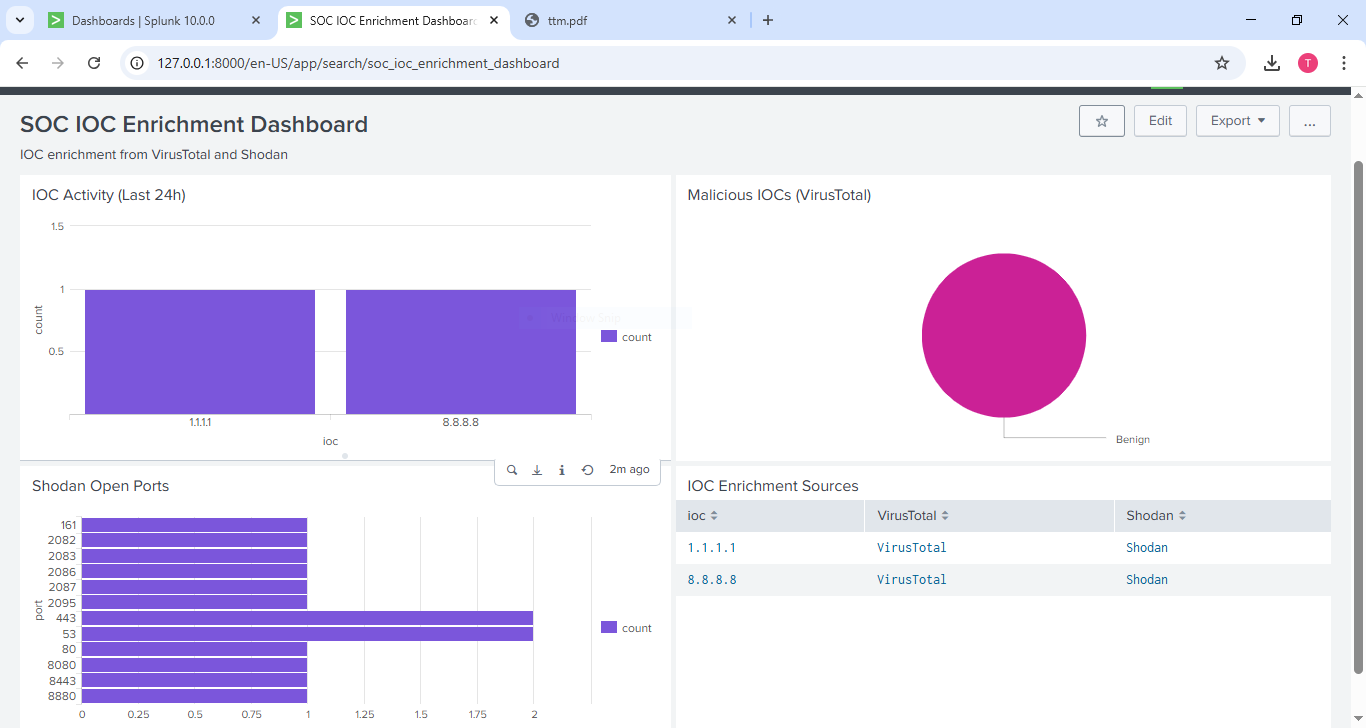 Dashboards | Splunk 10.0.0
SOC IOC Enrichment Dashboard
ttm.pdf
127.0.0.1:8000/en-US/app/search/soc_ioc_enrichment_dashboard
T
SOC IOC Enrichment Dashboard
Edit
Export
...
IOC enrichment from VirusTotal and Shodan
IOC Activity (Last 24h)
1.5
1
0.5
count
1.1.1.1
8.8.8.8
ioc
count
Malicious IOCs (VirusTotal)
Benign
2m ago
Shodan Open Ports
port
161
2082
2083
2086
2087
2095
443
53
80
8080
8443
8880
0
0.25
0.5
0.75
1
1.25
1.5
1.75
2
count
IOC Enrichment Sources
ioc VirusTotal Shodan
1.1.1.1 VirusTotal Shodan
8.8.8.8 VirusTotal Shodan